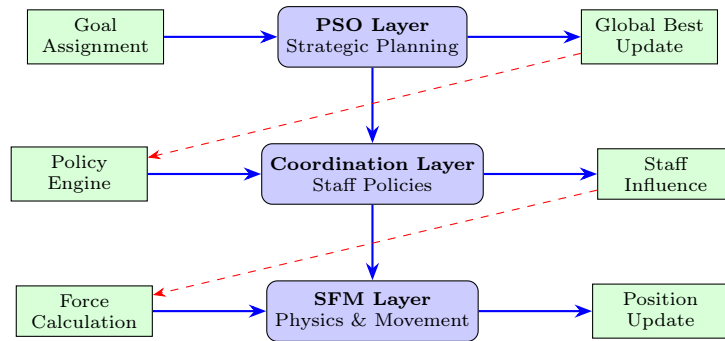 Goal
Assignment
PSO Layer
Strategic Planning
Global Best
Update
Policy
Engine
Coordination Layer
Staff Policies
Staff
Influence
Force
Calculation
SFM Layer
Physics & Movement
Position
Update